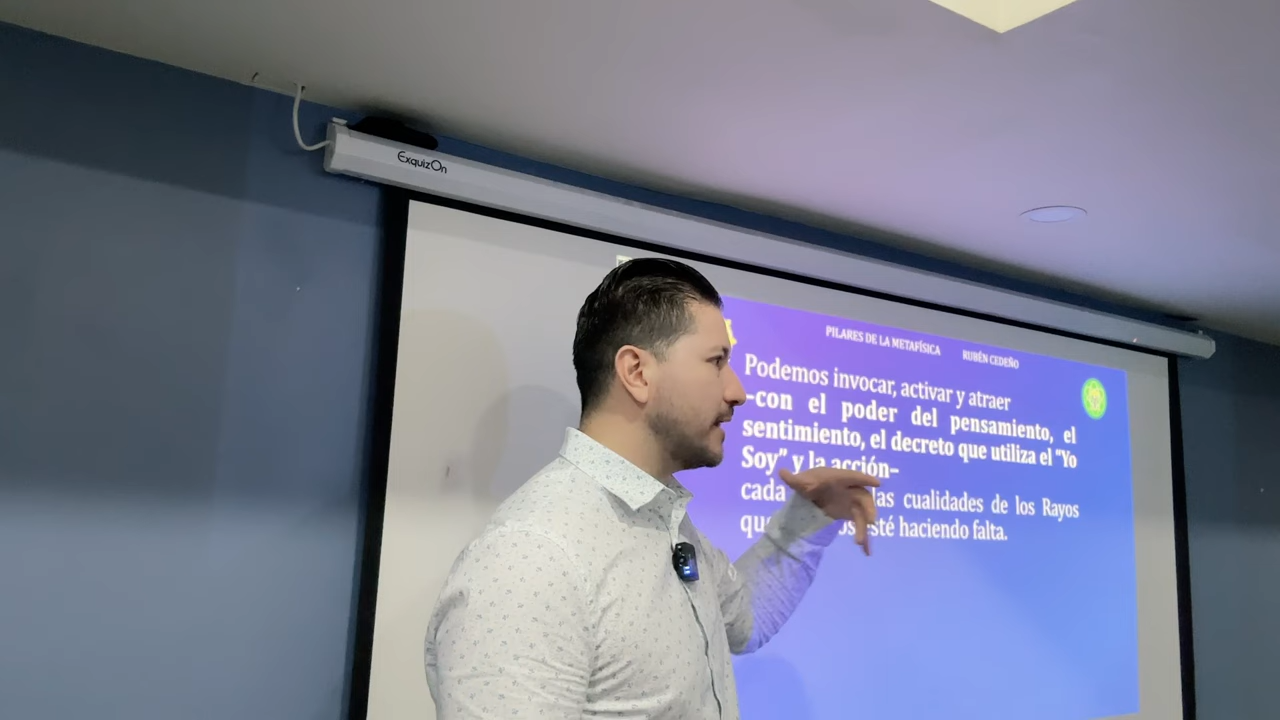 ExquizOn
PILARES DE LA METAFÍSICA RUBÉN CEDEÑO
Podemos invocar, activar y atraer
-con el poder del pensamiento, el
sentimiento, el decreto que utiliza el "Yo
Soy" y la acción-
cada las cualidades de los Rayos
esté haciendo falta.